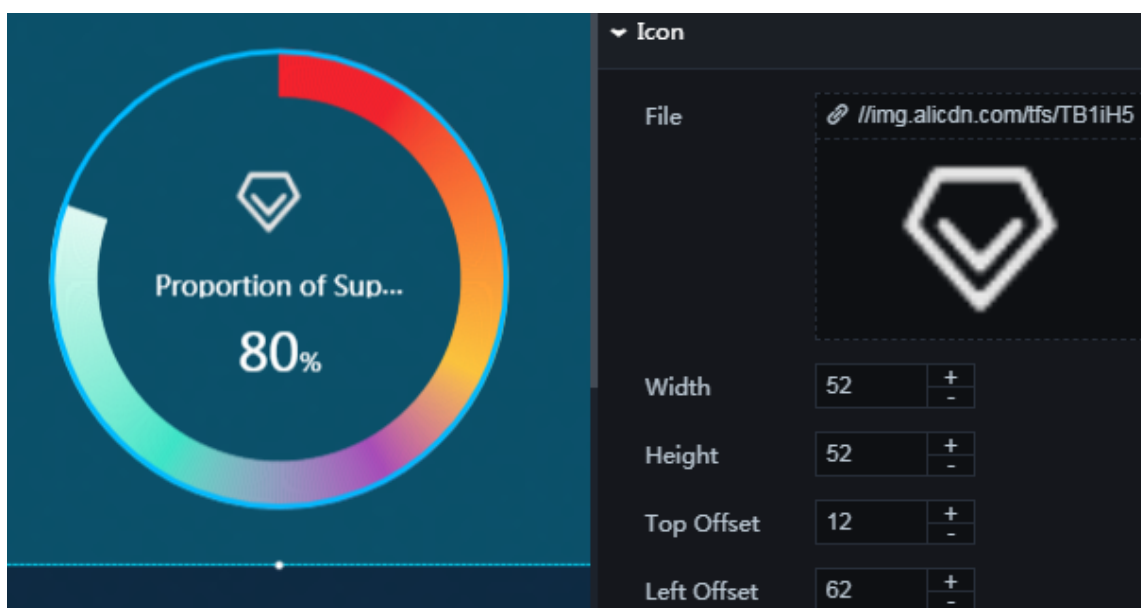 Proportion of Sup...
80%
Icon
File
//img.alicdn.com/tfs/TB1iH5
Width
52
+
-
Height
52
+
-
Top Offset
12
+
-
Left Offset
62
+
-